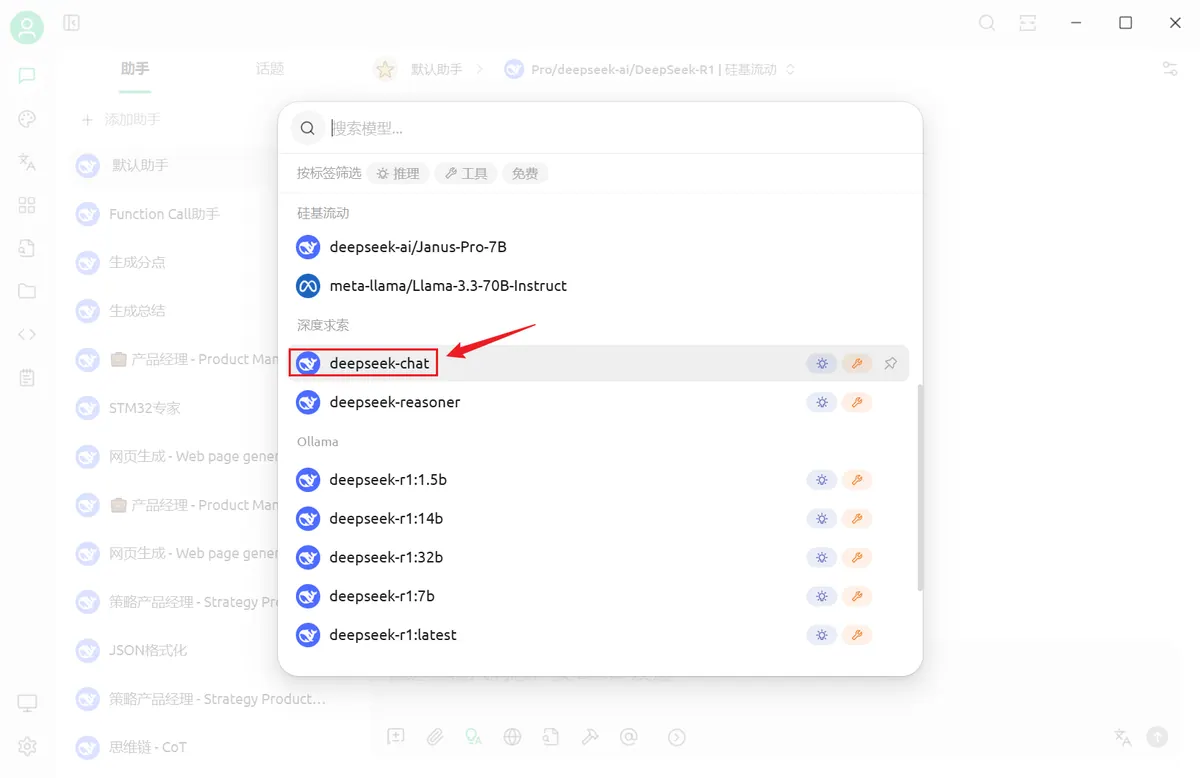 助手
话题
默认助手
Pro/deepseek-ai/DeepSeek-R1 | 硅基流动
添加助手
默认助手
Function Call助手
生成分点
生成总结
产品经理 - Product Man
STM32专家
网页生成 - Web page gener
产品经理 - Product Man
网页生成 - Web page gener
策略产品经理 - Strategy Pro
JSON格式化
策略产品经理 - Strategy Product...
思维链 - CoT
搜索模型...
按标签筛选 推理 工具 免费
硅基流动
deepseek-ai/Janus-Pro-7B
meta-llama/Llama-3.3-70B-Instruct
深度求索
deepseek-chat
deepseek-reasoner
Ollama
deepseek-r1:1.5b
deepseek-r1:14b
deepseek-r1:32b
deepseek-r1:7b
deepseek-r1:latest